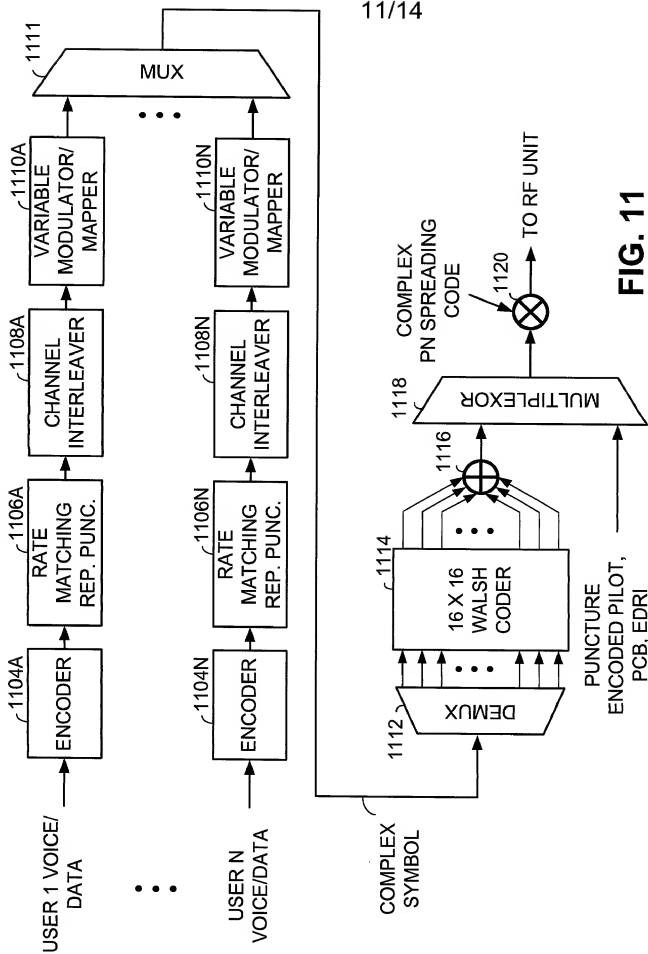 11/14
USER 1 VOICE/
DATA
1104A
ENCODER
1106A
RATE
MATCHING
REP. PUNC.
1108A
CHANNEL
INTERLEAVER
1110A
VARIABLE
MODULATOR/
MAPPER
1111
MUX
USER N
VOICE/DATA
1104N
ENCODER
1106N
RATE
MATCHING
REP. PUNC.
1108N
CHANNEL
INTERLEAVER
1110N
VARIABLE
MODULATOR/
MAPPER
COMPLEX
SYMBOL
1112
DEMUX
1114
16 X 16
WALSH
CODER
1116
1118
MULTIPLEXOR
PUNCTURE
ENCODED PILOT,
PCB, EDRI
COMPLEX
PN SPREADING
CODE
1120
TO RF UNIT
FIG. 11